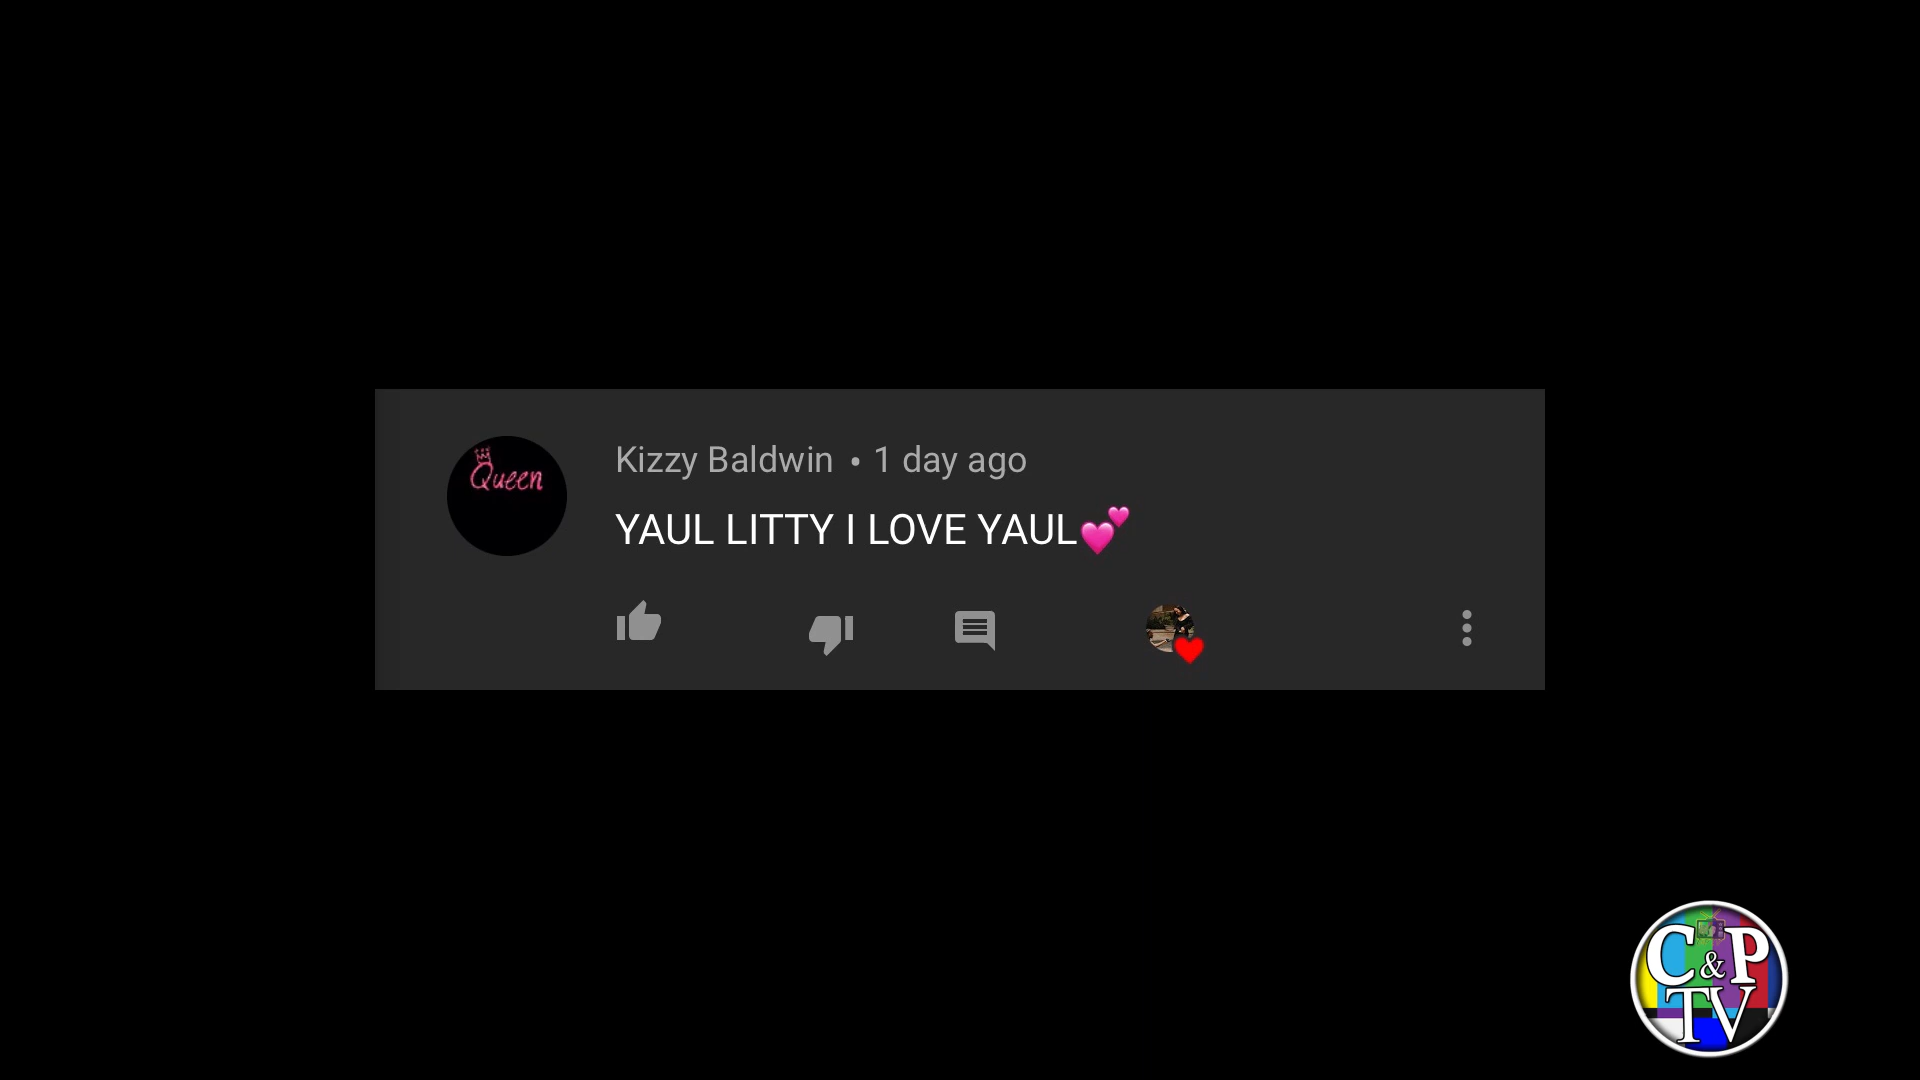 Queen
Kizzy Baldwin • 1 day ago
YAUL LITTY I LOVE YAUL💕
C&P
TV